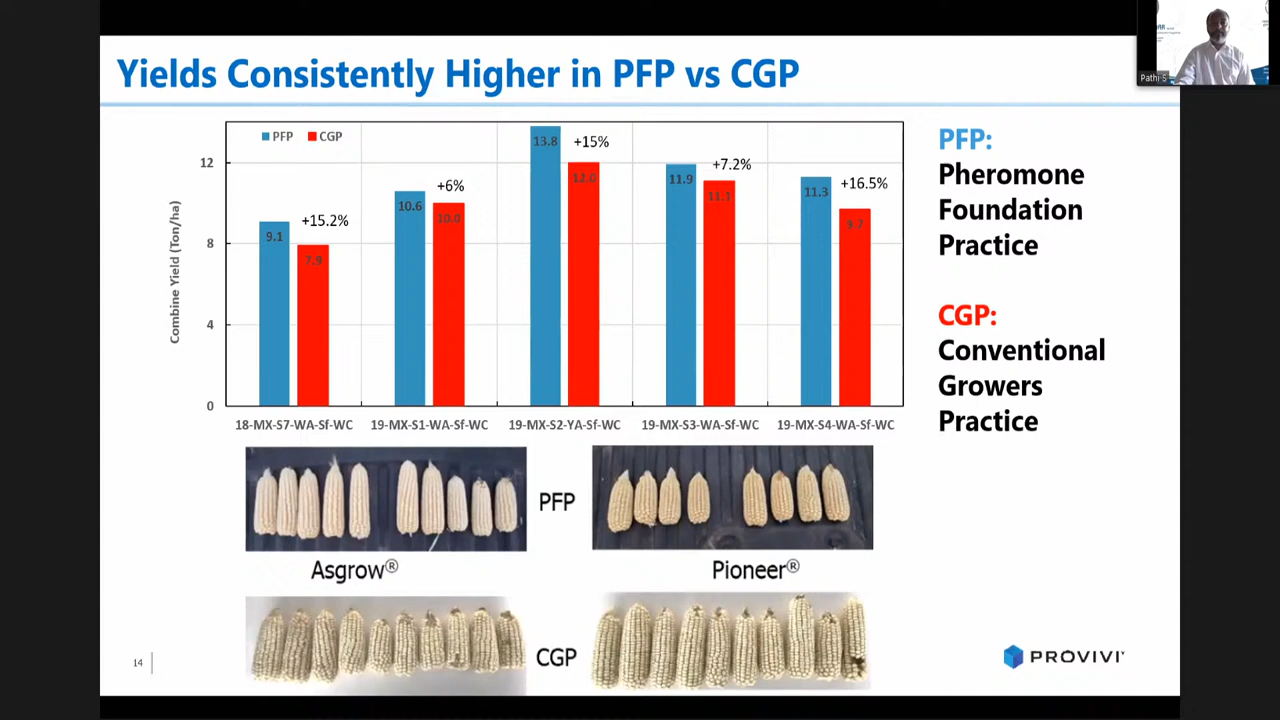 Yields Consistently Higher in PFP vs CGP
Pathi S
PFP CGP
Combine Yield (Ton/ha)
12
8
4
0
9.1
7.9
+15.2%
10.6
10.0
+6%
13.8
12.0
+15%
11.9
11.1
+7.2%
11.3
9.7
+16.5%
18-MX-S7-WA-Sf-WC
19-MX-S1-WA-Sf-WC
19-MX-S2-YA-Sf-WC
19-MX-S3-WA-Sf-WC
19-MX-S4-WA-Sf-WC
PFP:
Pheromone
Foundation
Practice
CGP:
Conventional
Growers
Practice
PFP
Asgrow®
Pioneer®
CGP
14
PROVIVI